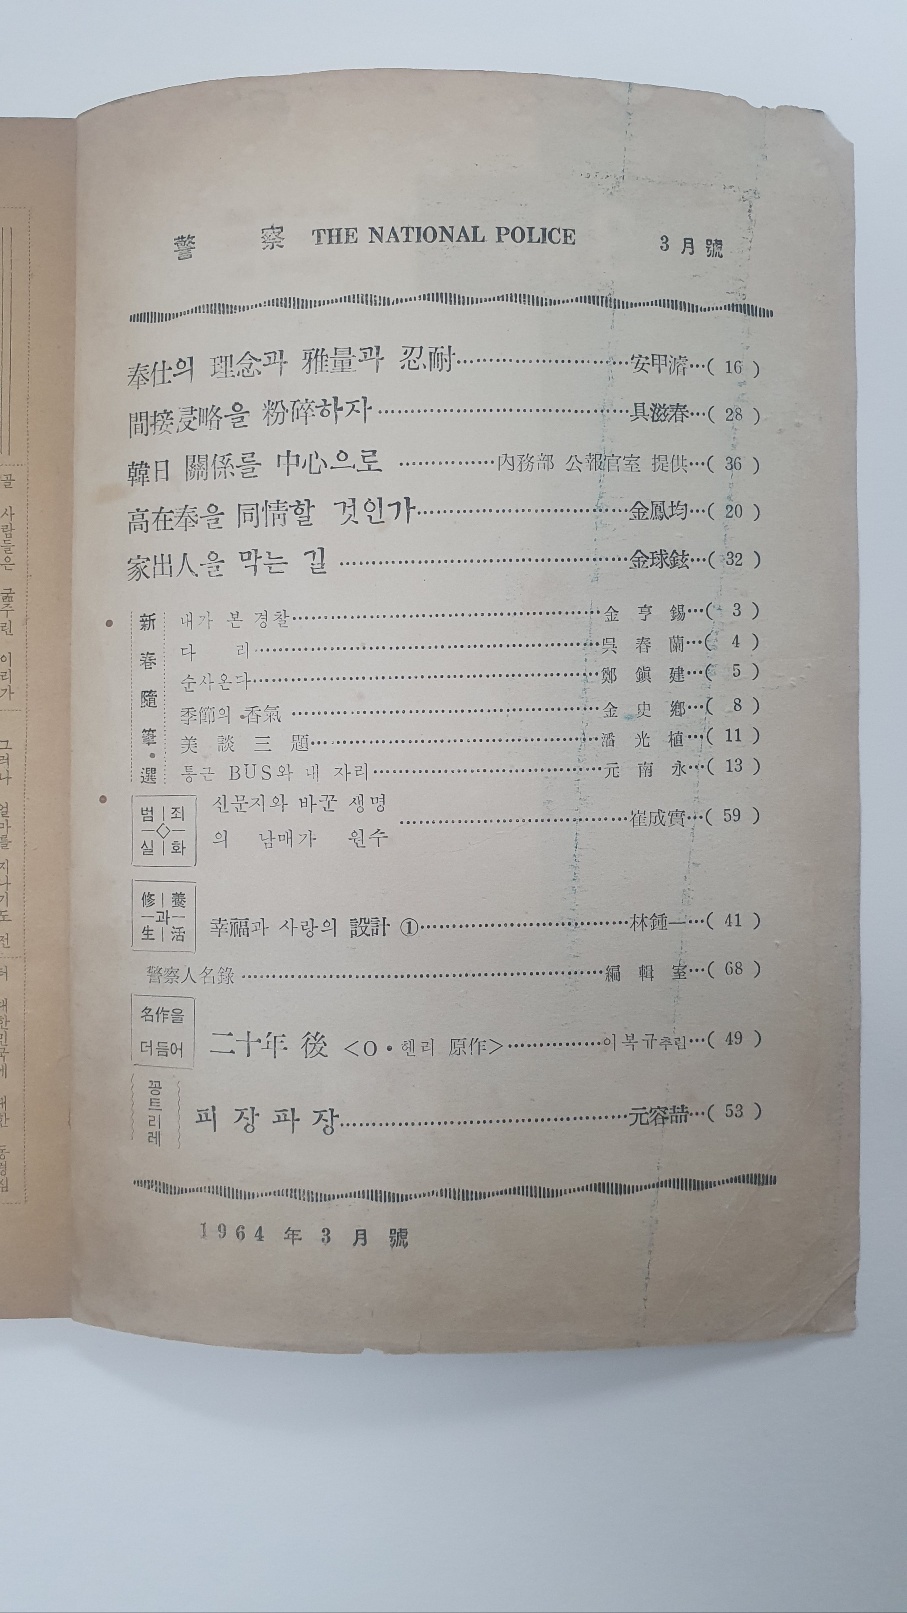 警 察 THE NATIONAL POLICE 3月號
奉仕의 理念과 雅量과 忍耐……安甲濬…( 16 )
間接浸略을 粉碎하자……具滋春…( 28 )
韓日 關係를 中心으로……內務部 公報官室 提供…( 36 )
高在奉을 同情할 것인가……金鳳均…( 20 )
家出人을 막는 길……金球鉉…( 32 )
新春隨筆・選
내가 본 경찰……金亨錫…( 3 )
다 리……吳春蘭…( 4 )
순사온다……鄭鎭建…( 5 )
季節의 香氣……金史鄕…( 8 )
美談三題……潘光植…( 11 )
통근 BUS와 내 자리……元南永…( 13 )
범죄
실화
신문지와 바꾼 생명
의 남매가 원수……崔成實…( 59 )
修養
과
生活
幸福과 사랑의 設計 ①……林鍾一…( 41 )
警察人名錄……編輯室…( 68 )
名作을
더듬어
二十年 後 <O・헨리 原作>……이복규추림…( 49 )
꽁트리레
피장파장……元容喆…( 53 )
1964年3月號